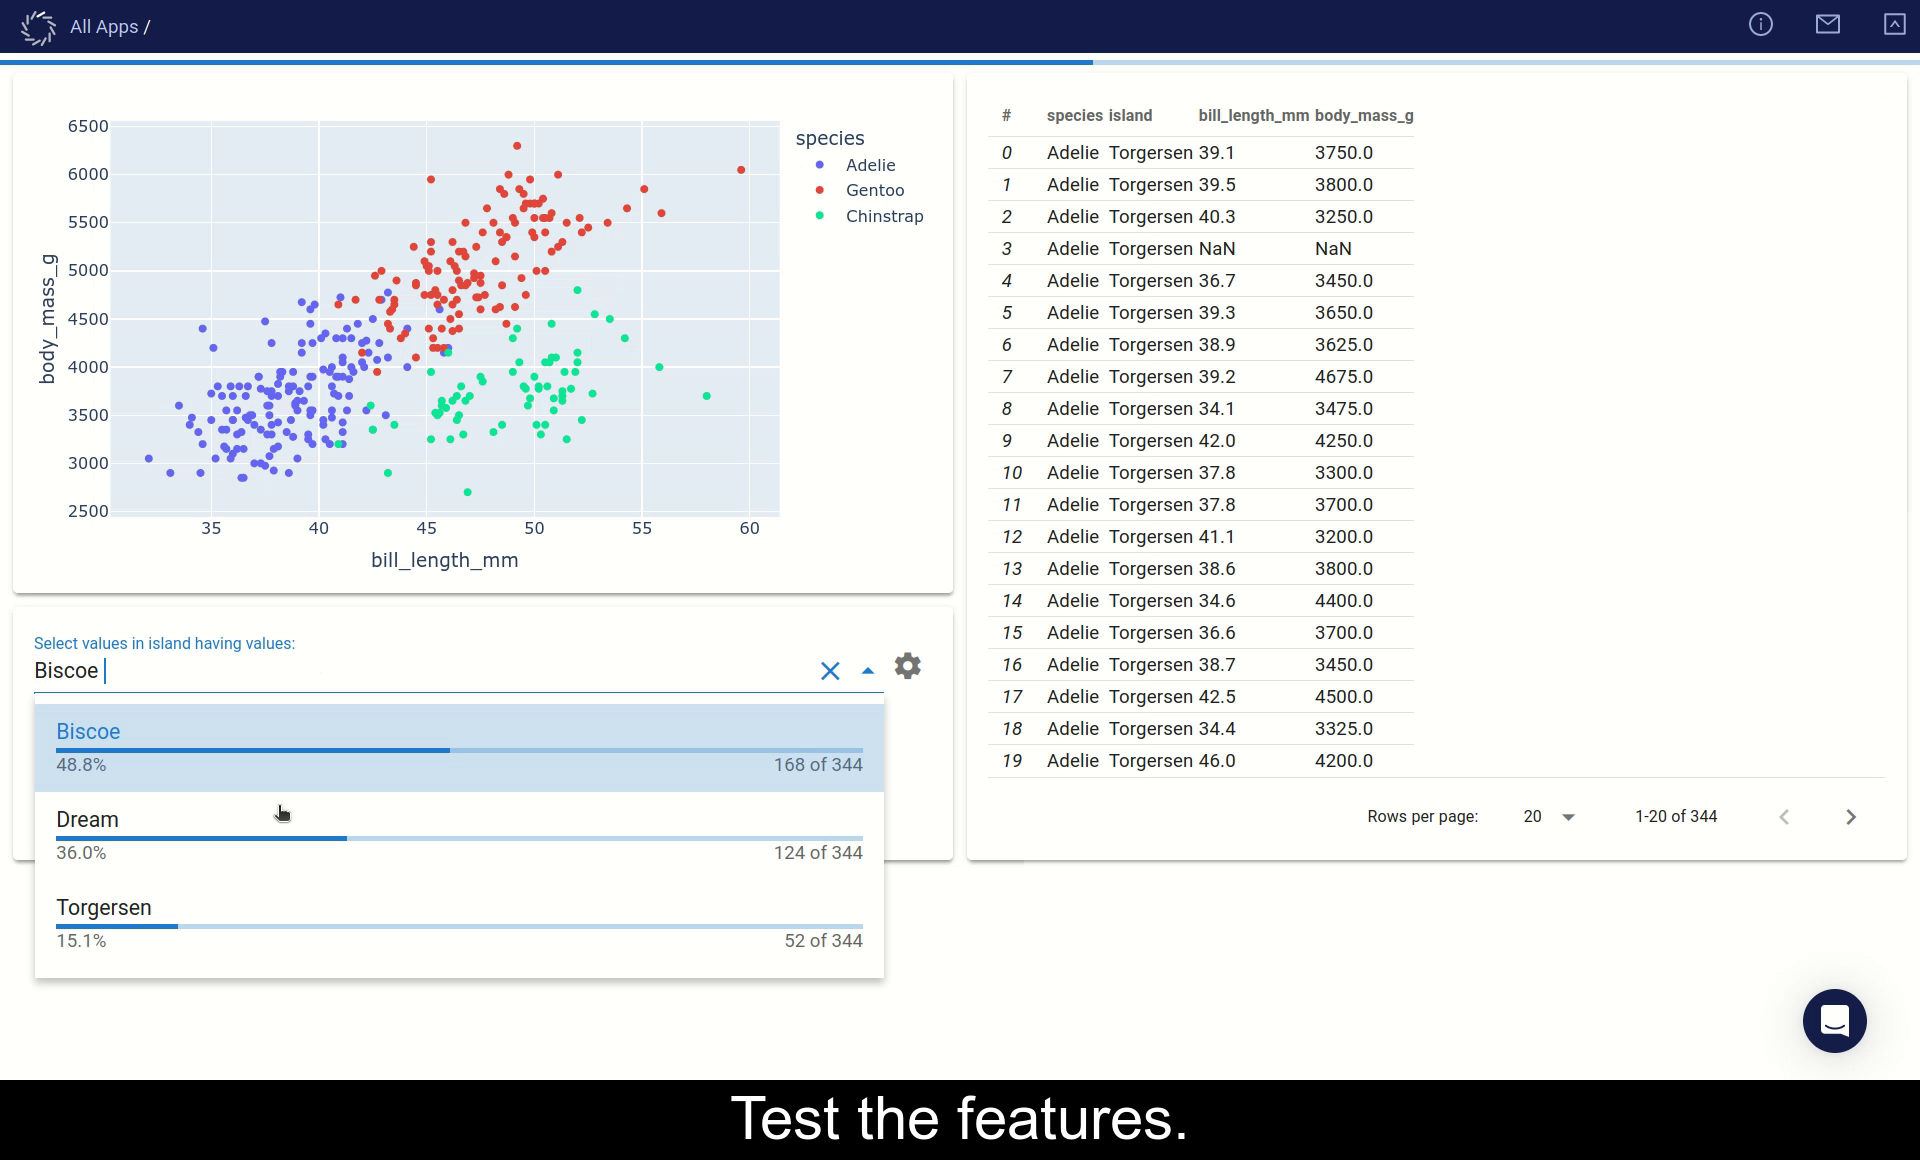 All Apps /
species
Adelie
Gentoo
Chinstrap
6500
6000
5500
5000
4500
4000
3500
3000
2500
body_mass_g
35 40 45 50 55 60
bill_length_mm
# species island bill_length_mm body_mass_g
0 Adelie Torgersen 39.1 3750.0
1 Adelie Torgersen 39.5 3800.0
2 Adelie Torgersen 40.3 3250.0
3 Adelie Torgersen NaN NaN
4 Adelie Torgersen 36.7 3450.0
5 Adelie Torgersen 39.3 3650.0
6 Adelie Torgersen 38.9 3625.0
7 Adelie Torgersen 39.2 4675.0
8 Adelie Torgersen 34.1 3475.0
9 Adelie Torgersen 42.0 4250.0
10 Adelie Torgersen 37.8 3300.0
11 Adelie Torgersen 37.8 3700.0
12 Adelie Torgersen 41.1 3200.0
13 Adelie Torgersen 38.6 3800.0
14 Adelie Torgersen 34.6 4400.0
15 Adelie Torgersen 36.6 3700.0
16 Adelie Torgersen 38.7 3450.0
17 Adelie Torgersen 42.5 4500.0
18 Adelie Torgersen 34.4 3325.0
19 Adelie Torgersen 46.0 4200.0
Rows per page: 20 1-20 of 344
Select values in island having values:
Biscoe
Biscoe
48.8% 168 of 344
Dream
36.0% 124 of 344
Torgersen
15.1% 52 of 344
Test the features.